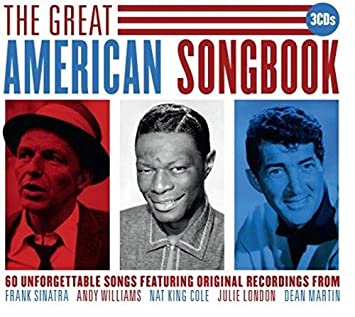 THE GREAT
3CDs
AMERICAN SONGBOOK
60 UNFORGETTABLE SONGS FEATURING ORIGINAL RECORDINGS FROM
FRANK SINATRA ANDY WILLIAMS NAT KING COLE JULIE LONDON DEAN MARTIN